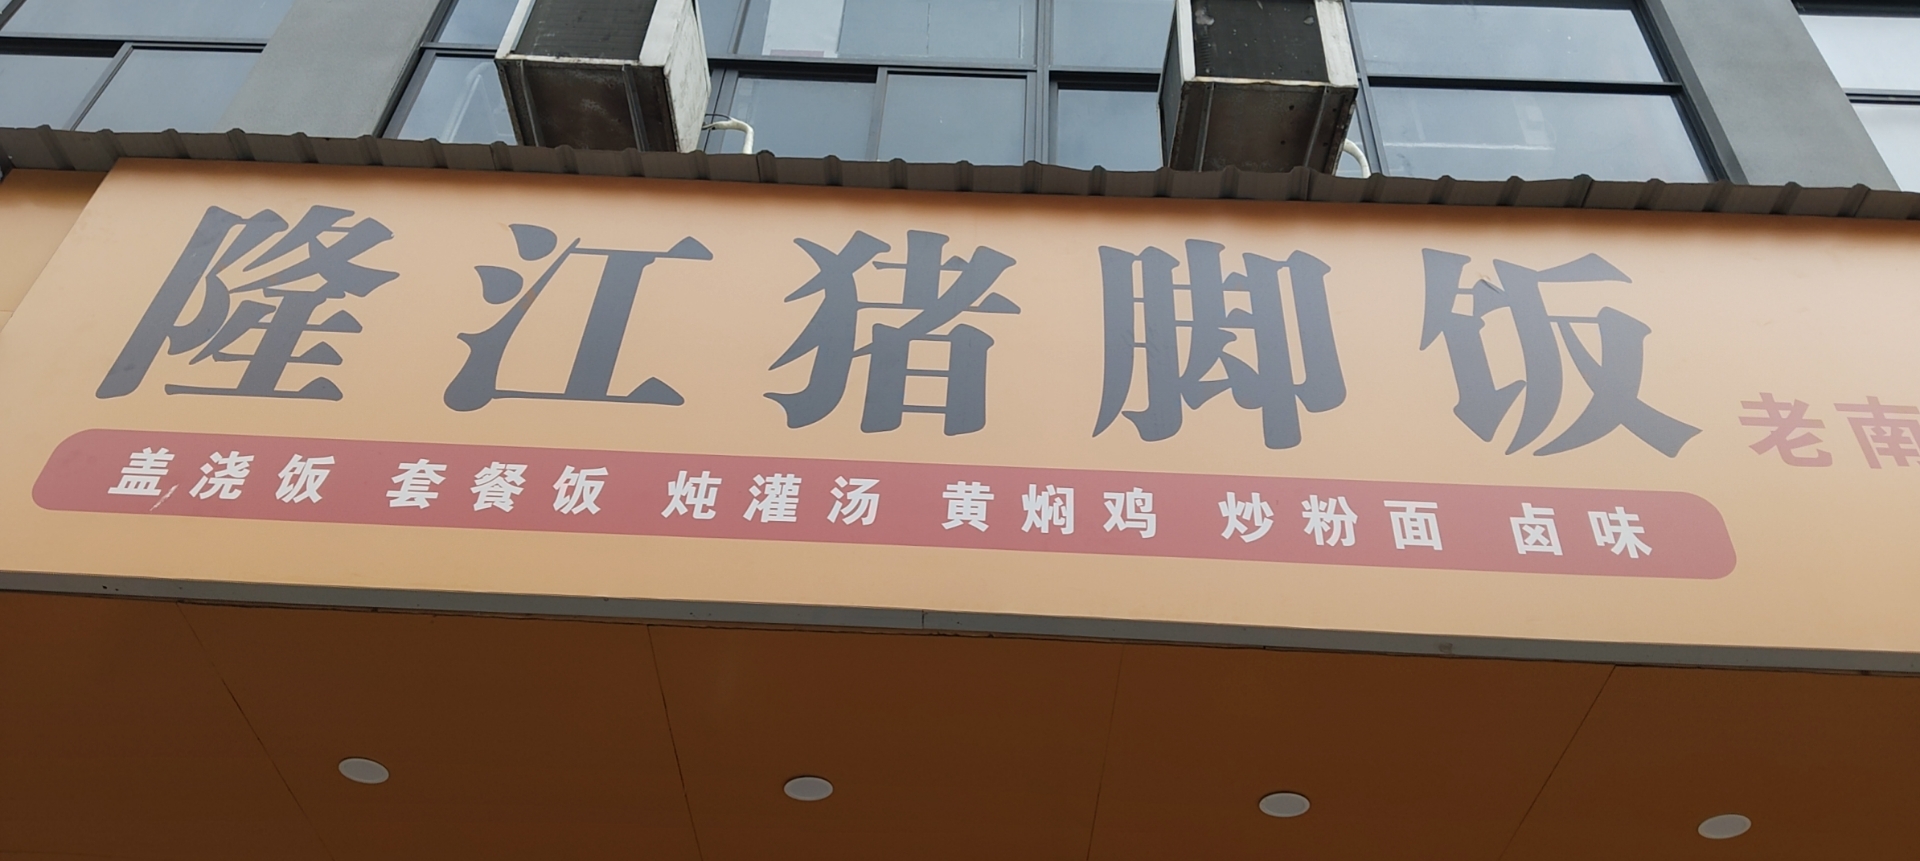 隆江猪脚饭
老南
盖浇饭 套餐饭 炖灌汤 黄焖鸡 炒粉面 卤味